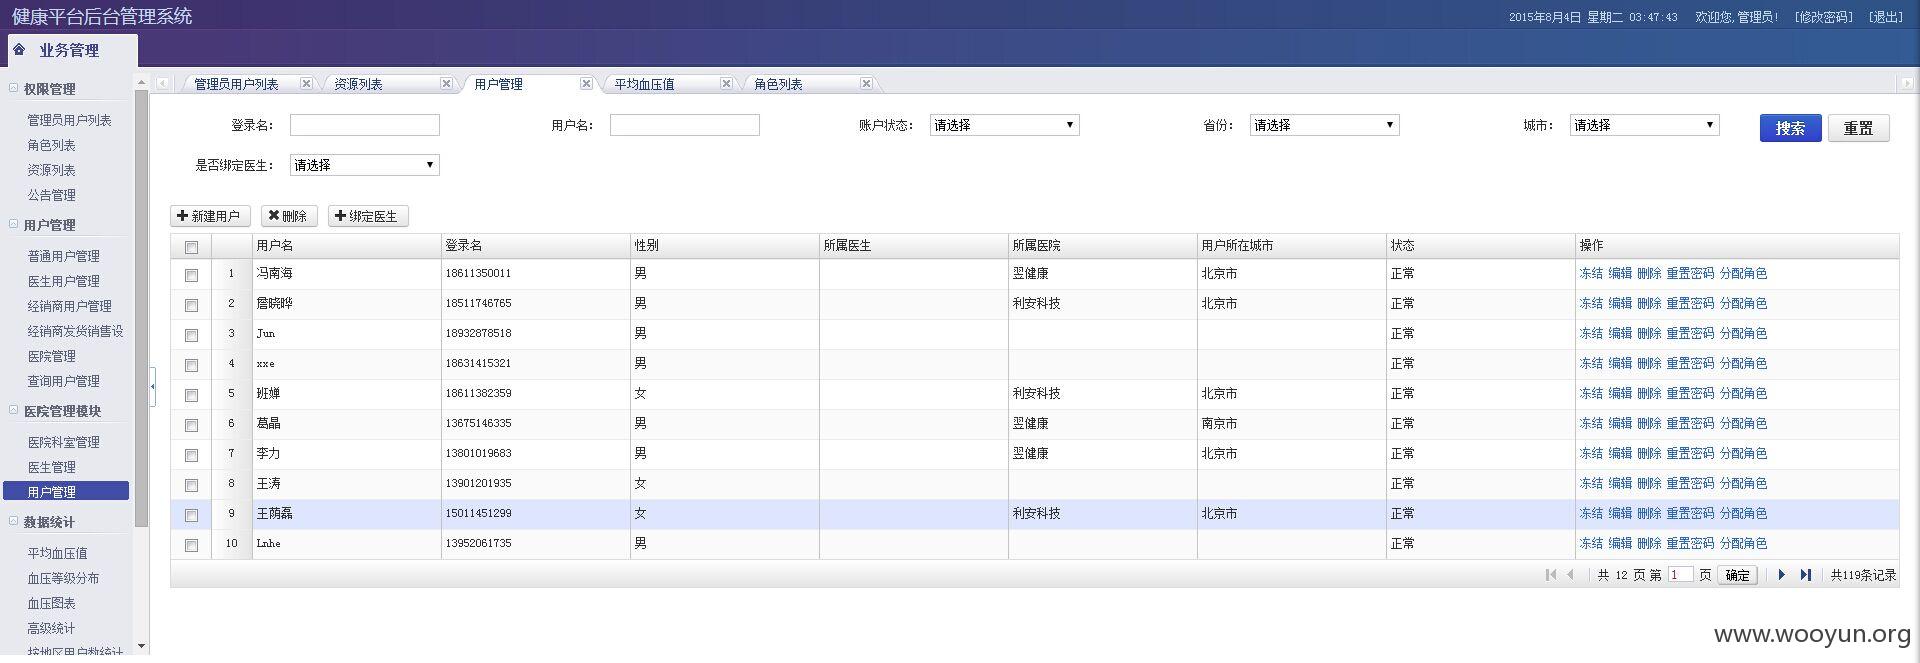 健康平台后台管理系统
2015年8月4日 星期二 03:47:43 欢迎您,管理员! [修改密码] [退出]
业务管理
权限管理
管理员用户列表
角色列表
资源列表
公告管理
用户管理
普通用户管理
医生用户管理
经销商用户管理
经销商发货销售设
医院管理
查询用户管理
医院管理模块
医院科室管理
医生管理
用户管理
数据统计
平均血压值
血压等级分布
血压图表
高级统计
按地区用户数统计
管理员用户列表 资源列表 用户管理 平均血压值 角色列表
登录名: 用户名: 账户状态: 请选择 省份: 请选择 城市: 请选择 搜索 重置
是否绑定医生: 请选择
新建用户 删除 绑定医生
用户名 登录名 性别 所属医生 所属医院 用户所在城市 状态 操作
1 冯南海 18611350011 男 翌健康 北京市 正常 冻结 编辑 删除 重置密码 分配角色
2 詹晓晔 18511746765 男 利安科技 北京市 正常 冻结 编辑 删除 重置密码 分配角色
3 Jun 18932878518 男 正常 冻结 编辑 删除 重置密码 分配角色
4 xxe 18631415321 男 正常 冻结 编辑 删除 重置密码 分配角色
5 班婵 18611382359 女 利安科技 北京市 正常 冻结 编辑 删除 重置密码 分配角色
6 葛晶 13675146335 男 翌健康 南京市 正常 冻结 编辑 删除 重置密码 分配角色
7 李力 13801019683 男 翌健康 北京市 正常 冻结 编辑 删除 重置密码 分配角色
8 王涛 13901201935 女 正常 冻结 编辑 删除 重置密码 分配角色
9 王荫磊 15011451299 女 利安科技 北京市 正常 冻结 编辑 删除 重置密码 分配角色
10 Lnhe 13952061735 男 正常 冻结 编辑 删除 重置密码 分配角色
共 12 页 第 1 页 确定 共119条记录
www.wooyun.org